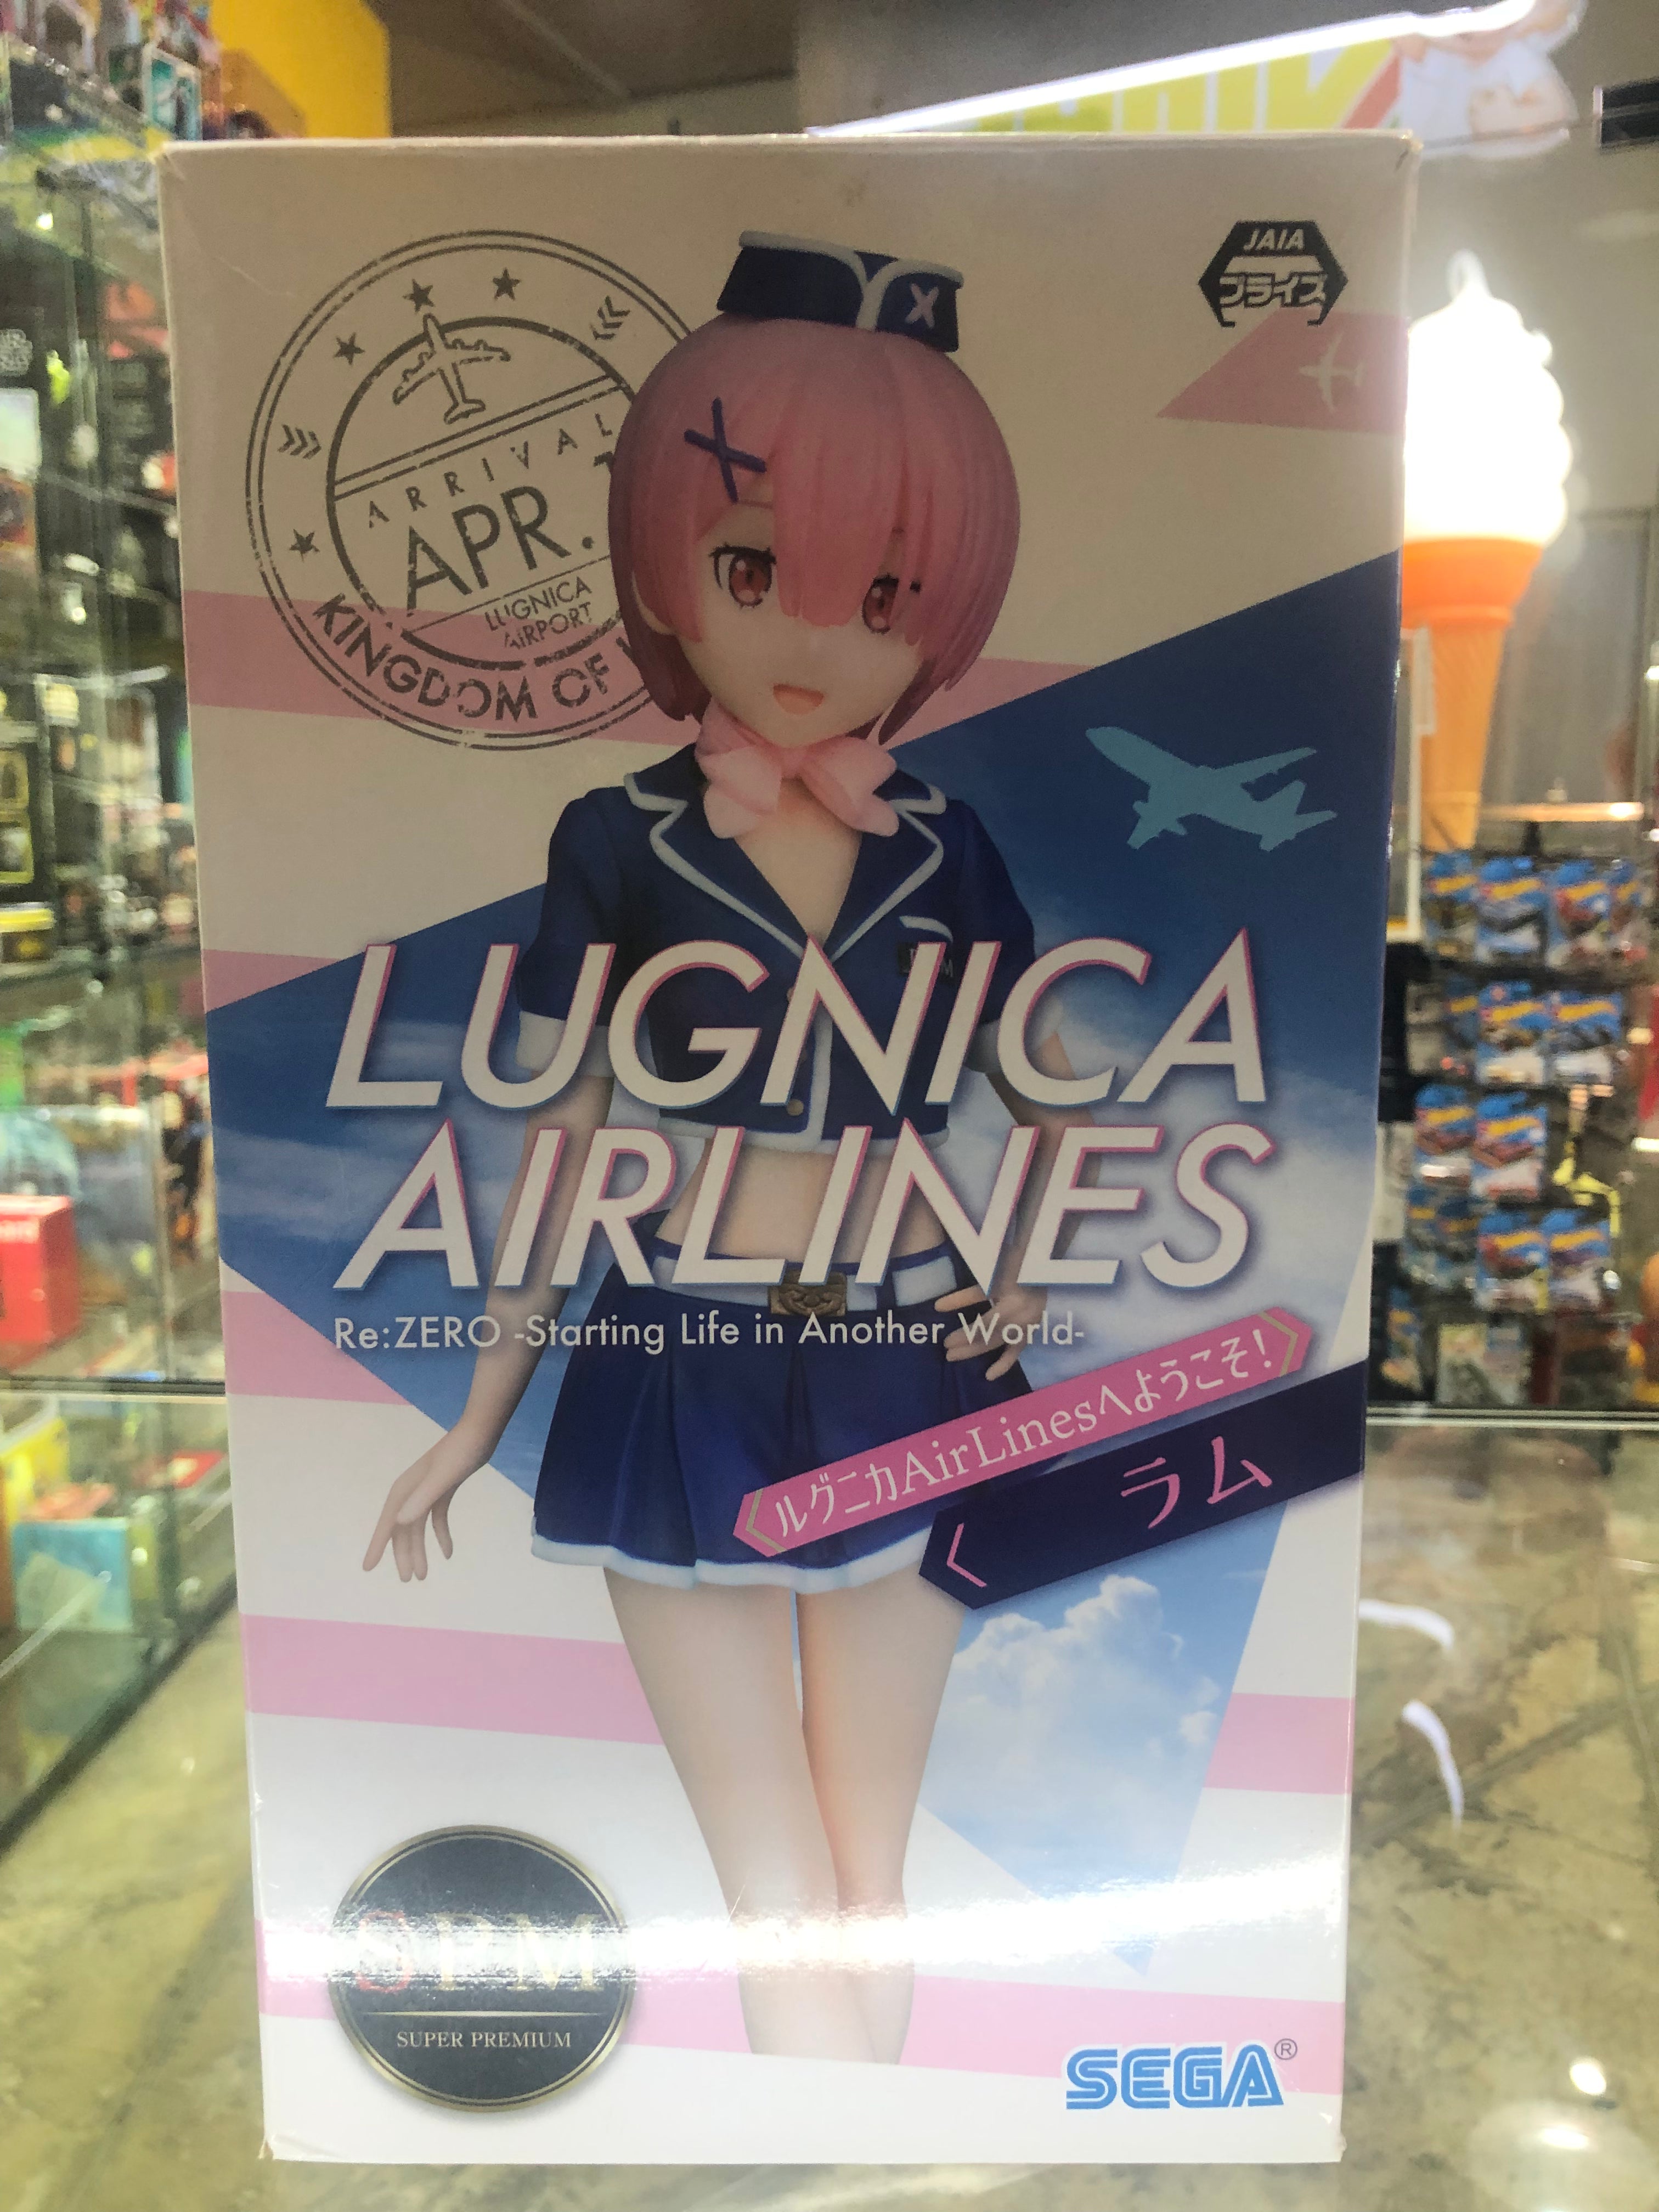 JAIA
プライズ
ARRIVAL
APR.
LUGNICA
AIRPORT
KINGDOM OF
LUGNICA
AIRLINES
Re:ZERO -Starting Life in Another World-
ルグニカAirLinesへようこそ!
ラム
SPM
SUPER PREMIUM
SEGA®